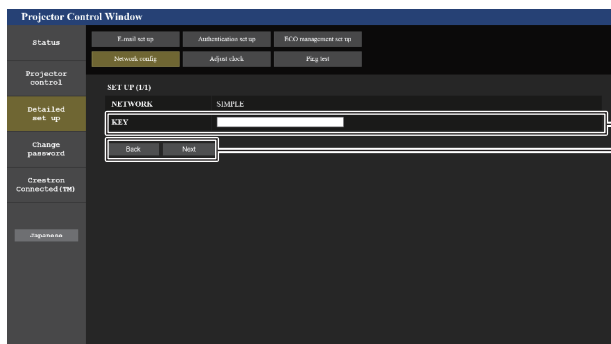 Projector Control Window
Status
E-mail set up
Authentication set up
ECO management set up
Network config
Adjust clock
Ping test
Projector
control
SET UP (1/1)
NETWORK SIMPLE
KEY
Detailed
set up
Back Next
Change
password
Crestron
Connected(TM)
Japanese